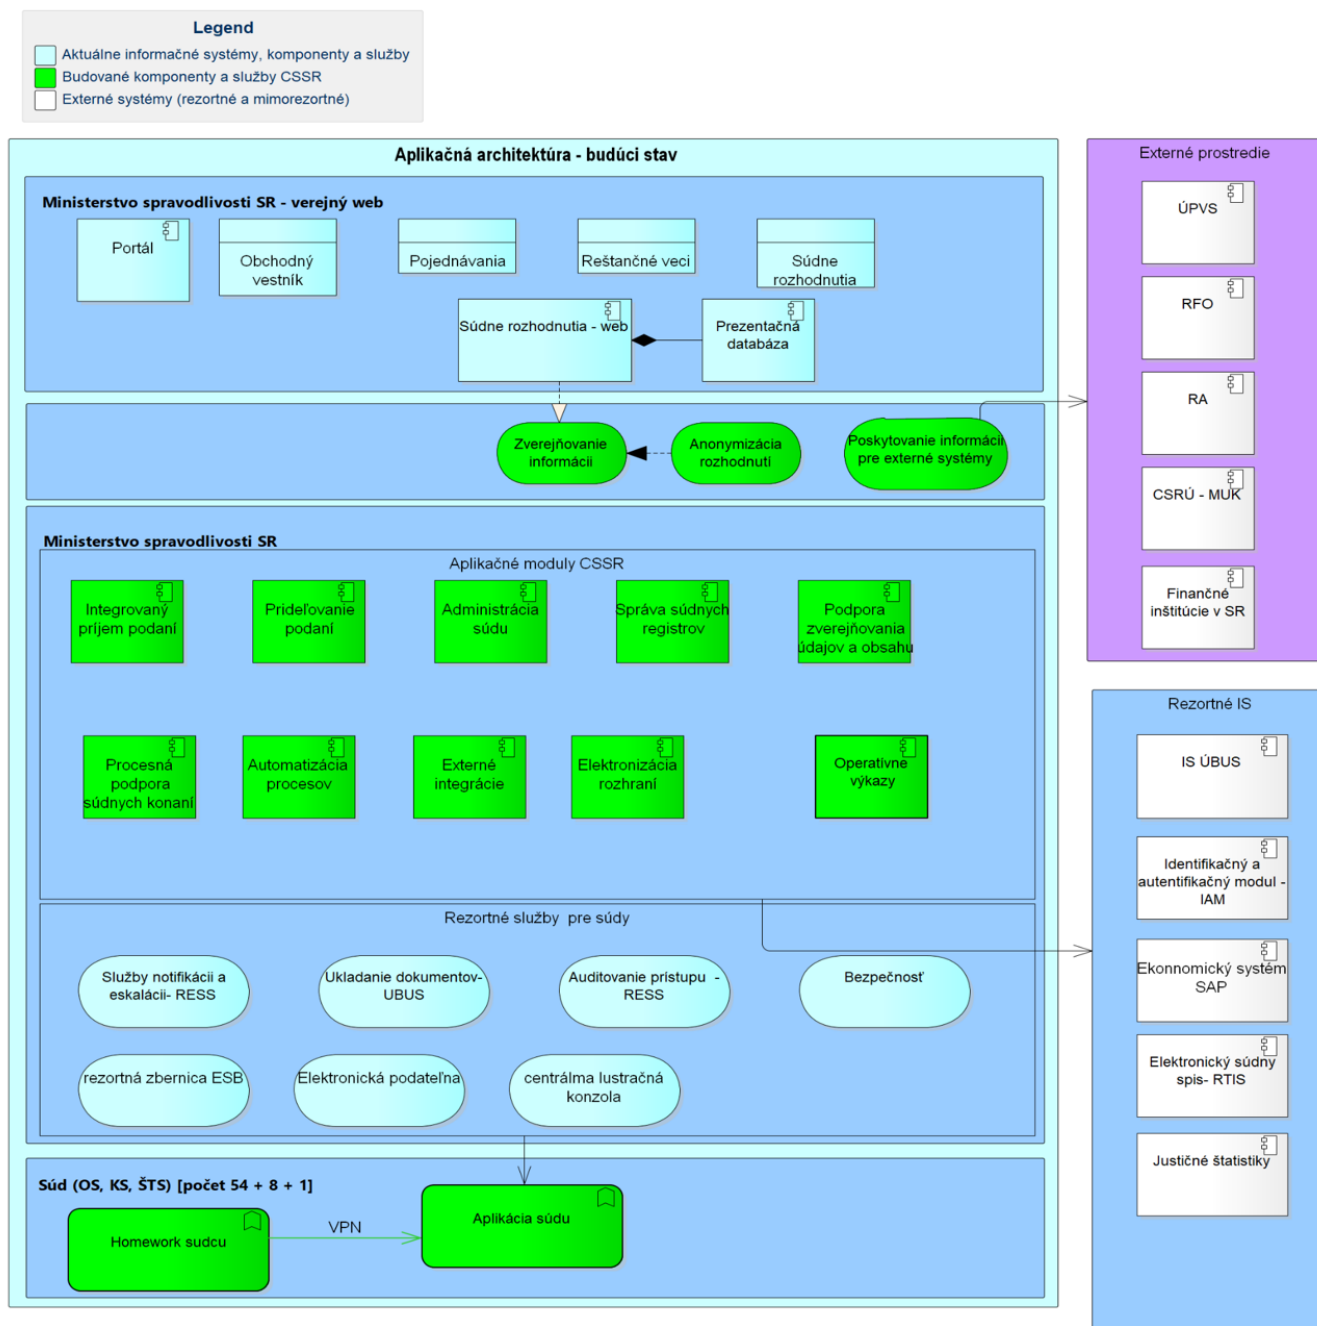 Legend
Aktuálne informačné systémy, komponenty a služby
Budované komponenty a služby CSSR
Externé systémy (rezortné a mimorezortné)
Aplikačná architektúra - budúci stav
Ministerstvo spravodlivosti SR - verejný web
Portál
Obchodný
vestník
Pojednávania
Reštančné veci
Súdne
rozhodnutia
Súdne rozhodnutia - web
Prezentačná
databáza
Zverejňovanie
informácii
Anonymizácia
rozhodnutí
Poskytovanie informácií
pre externé systémy
Ministerstvo spravodlivosti SR
Aplikačné moduly CSSR
Integrovaný
príjem podaní
Prideľovanie
podaní
Administrácia
súdu
Správa súdnych
registrov
Podpora
zverejňovania
údajov a obsahu
Procesná
podpora
súdnych konaní
Automatizácia
procesov
Externé
integrácie
Elektronizácia
rozhraní
Operatívne
výkazy
Rezortné služby  pre súdy
Služby notifikácii a
eskalácii- RESS
Ukladanie dokumentov-
UBUS
Auditovanie prístupu  -
RESS
Bezpečnosť
rezortná zbernica ESB
Elektronická podateľna
centrálma lustračná
konzola
Súd (OS, KS, ŠTS) [počet 54 + 8 + 1]
Homework sudcu
VPN
Aplikácia súdu
Externé prostredie
ÚPVS
RFO
RA
CSRÚ - MUK
Finančné
inštitúcie v SR
Rezortné IS
IS ÚBUS
Identifikačný a
autentifikačný modul -
IAM
Ekonnomický systém
SAP
Elektronický súdny
spis- RTIS
Justičné štatistiky